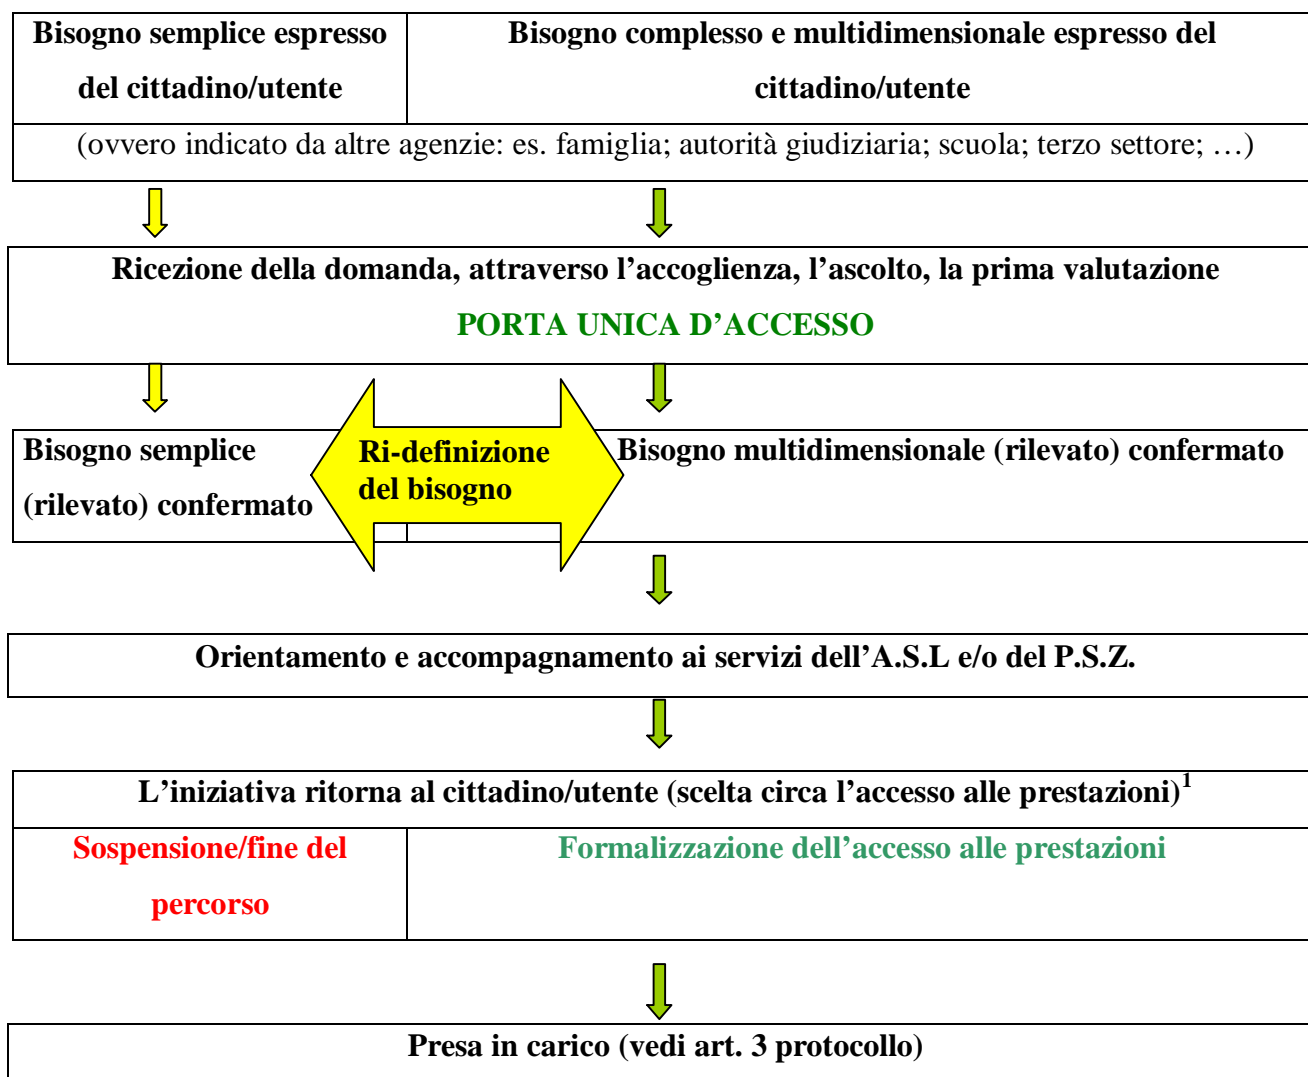 Bisogno semplice espresso
del cittadino/utente
Bisogno complesso e multidimensionale espresso del
cittadino/utente
(ovvero indicato da altre agenzie: es. famiglia; autorità giudiziaria; scuola; terzo settore; …)
Ricezione della domanda, attraverso l’accoglienza, l’ascolto, la prima valutazione
PORTA UNICA D’ACCESSO
Bisogno semplice
(rilevato) confermato
Ri-definizione
del bisogno
Bisogno multidimensionale (rilevato) confermato
Orientamento e accompagnamento ai servizi dell’A.S.L e/o del P.S.Z.
L’iniziativa ritorna al cittadino/utente (scelta circa l’accesso alle prestazioni)1
Sospensione/fine del
percorso
Formalizzazione dell’accesso alle prestazioni
Presa in carico (vedi art. 3 protocollo)